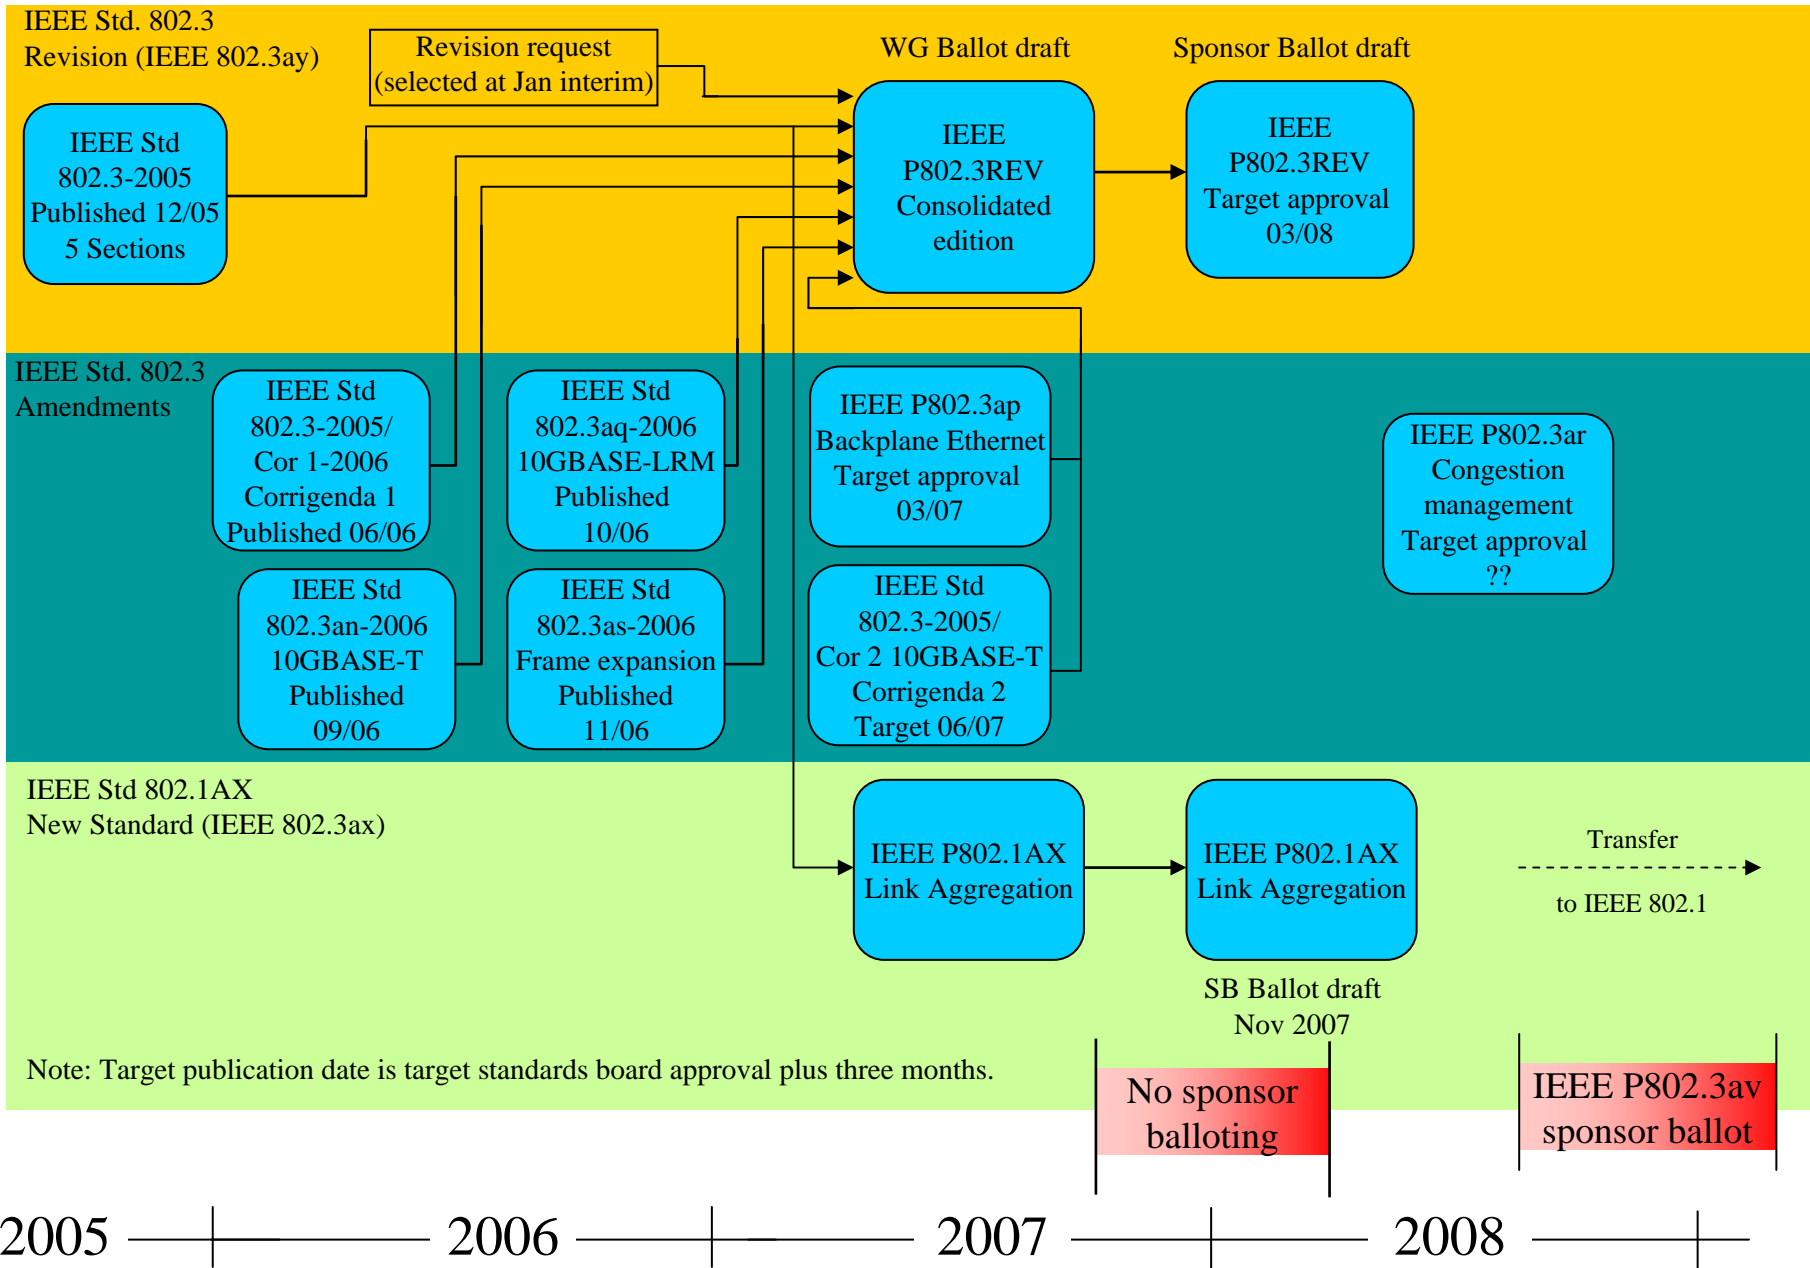 IEEE Std. 802.3
Revision (IEEE 802.3ay)
Revision request
(selected at Jan interim)
WG Ballot draft
Sponsor Ballot draft
IEEE Std
802.3-2005
Published 12/05
5 Sections
IEEE
P802.3REV
Consolidated
edition
IEEE
P802.3REV
Target approval
03/08
IEEE Std. 802.3
Amendments
IEEE Std
802.3-2005/
Cor 1-2006
Corrigenda 1
Published 06/06
IEEE Std
802.3aq-2006
10GBASE-LRM
Published
10/06
IEEE P802.3ap
Backplane Ethernet
Target approval
03/07
IEEE P802.3ar
Congestion
management
Target approval
??
IEEE Std
802.3an-2006
10GBASE-T
Published
09/06
IEEE Std
802.3as-2006
Frame expansion
Published
11/06
IEEE Std
802.3-2005/
Cor 2 10GBASE-T
Corrigenda 2
Target 06/07
IEEE Std 802.1AX
New Standard (IEEE 802.3ax)
IEEE P802.1AX
Link Aggregation
IEEE P802.1AX
Link Aggregation
Transfer
to IEEE 802.1
SB Ballot draft
Nov 2007
Note: Target publication date is target standards board approval plus three months.
No sponsor
balloting
IEEE P802.3av
sponsor ballot
2005
2006
2007
2008